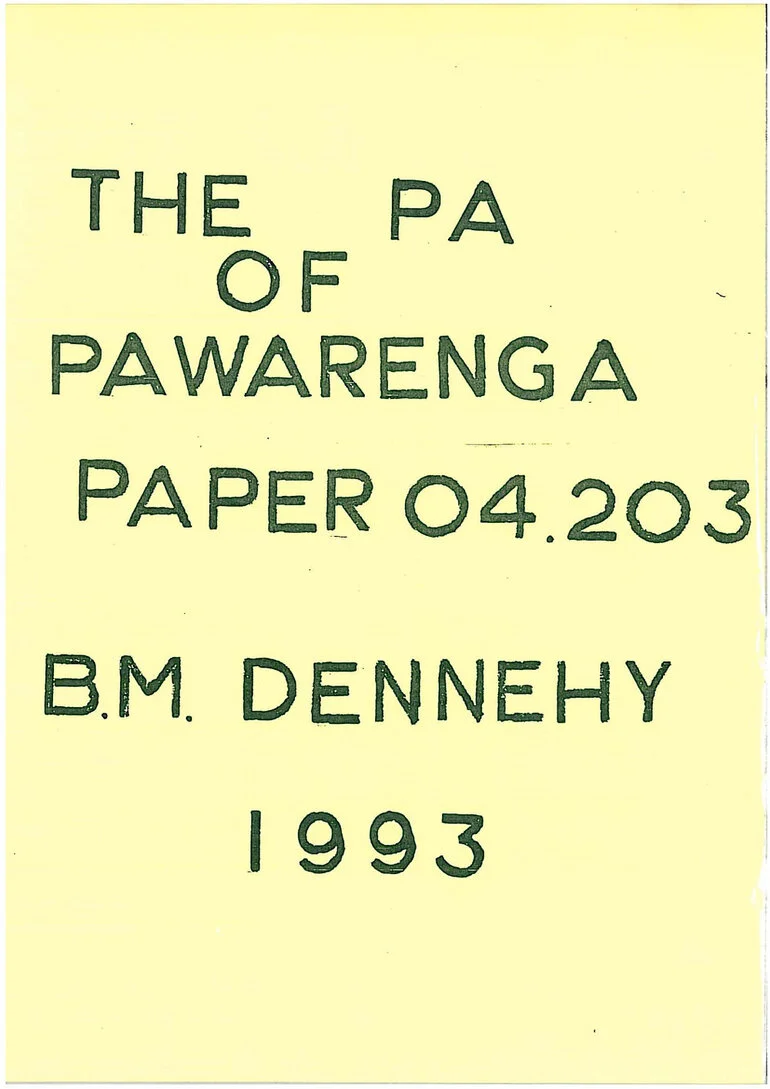 THE PA
OF
PAWARENGA
PAPER 04.203
B.M. DENNEHY
1993